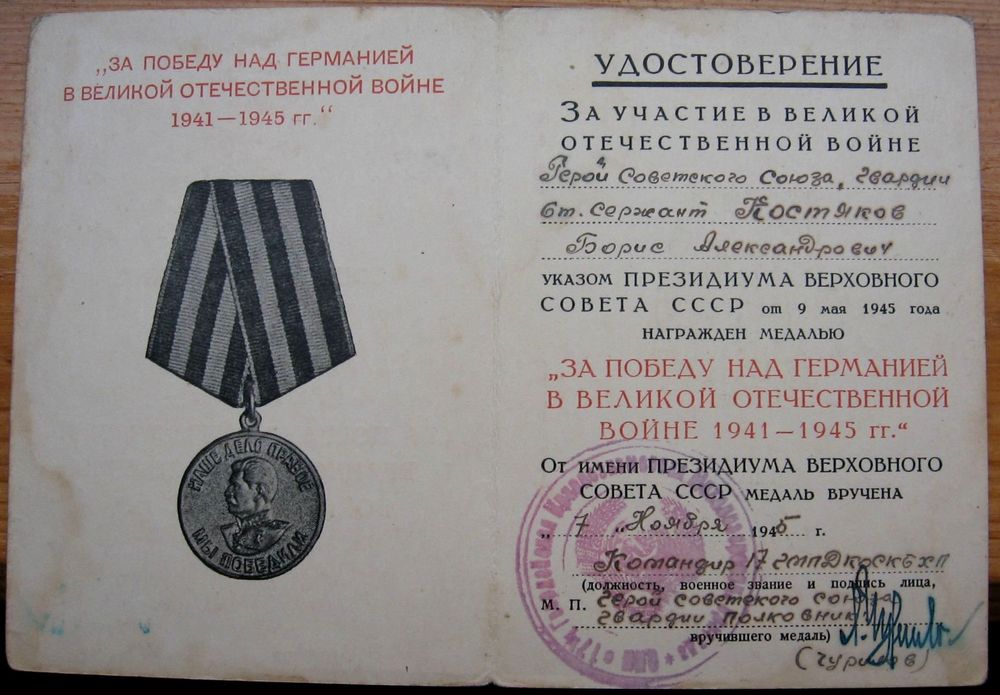 „ЗА ПОБЕДУ НАД ГЕРМАНИЕЙ
В ВЕЛИКОЙ ОТЕЧЕСТВЕННОЙ ВОЙНЕ
1941—1945 гг.“
НАШЕ ДЕЛО ПРАВОЕ
МЫ ПОБЕДИЛИ
УДОСТОВЕРЕНИЕ
ЗА УЧАСТИЕ В ВЕЛИКОЙ
ОТЕЧЕСТВЕННОЙ ВОЙНЕ
Герой Советского Союза, гвардии
ст. сержант Костяков
Борис Александрович
УКАЗОМ ПРЕЗИДИУМА ВЕРХОВНОГО
СОВЕТА СССР от 9 мая 1945 года
НАГРАЖДЕН МЕДАЛЬЮ
„ЗА ПОБЕДУ НАД ГЕРМАНИЕЙ
В ВЕЛИКОЙ ОТЕЧЕСТВЕННОЙ
ВОЙНЕ 1941—1945 гг.“
ОТ ИМЕНИ ПРЕЗИДИУМА ВЕРХОВНОГО
СОВЕТА СССР МЕДАЛЬ ВРУЧЕНА
„7“ Ноября 1945 г.
Командир 17
(должность, военное звание и подпись лица,
М. П. Герой советского союза
гвардии полковник
вручившего медаль)
(Чурилов)